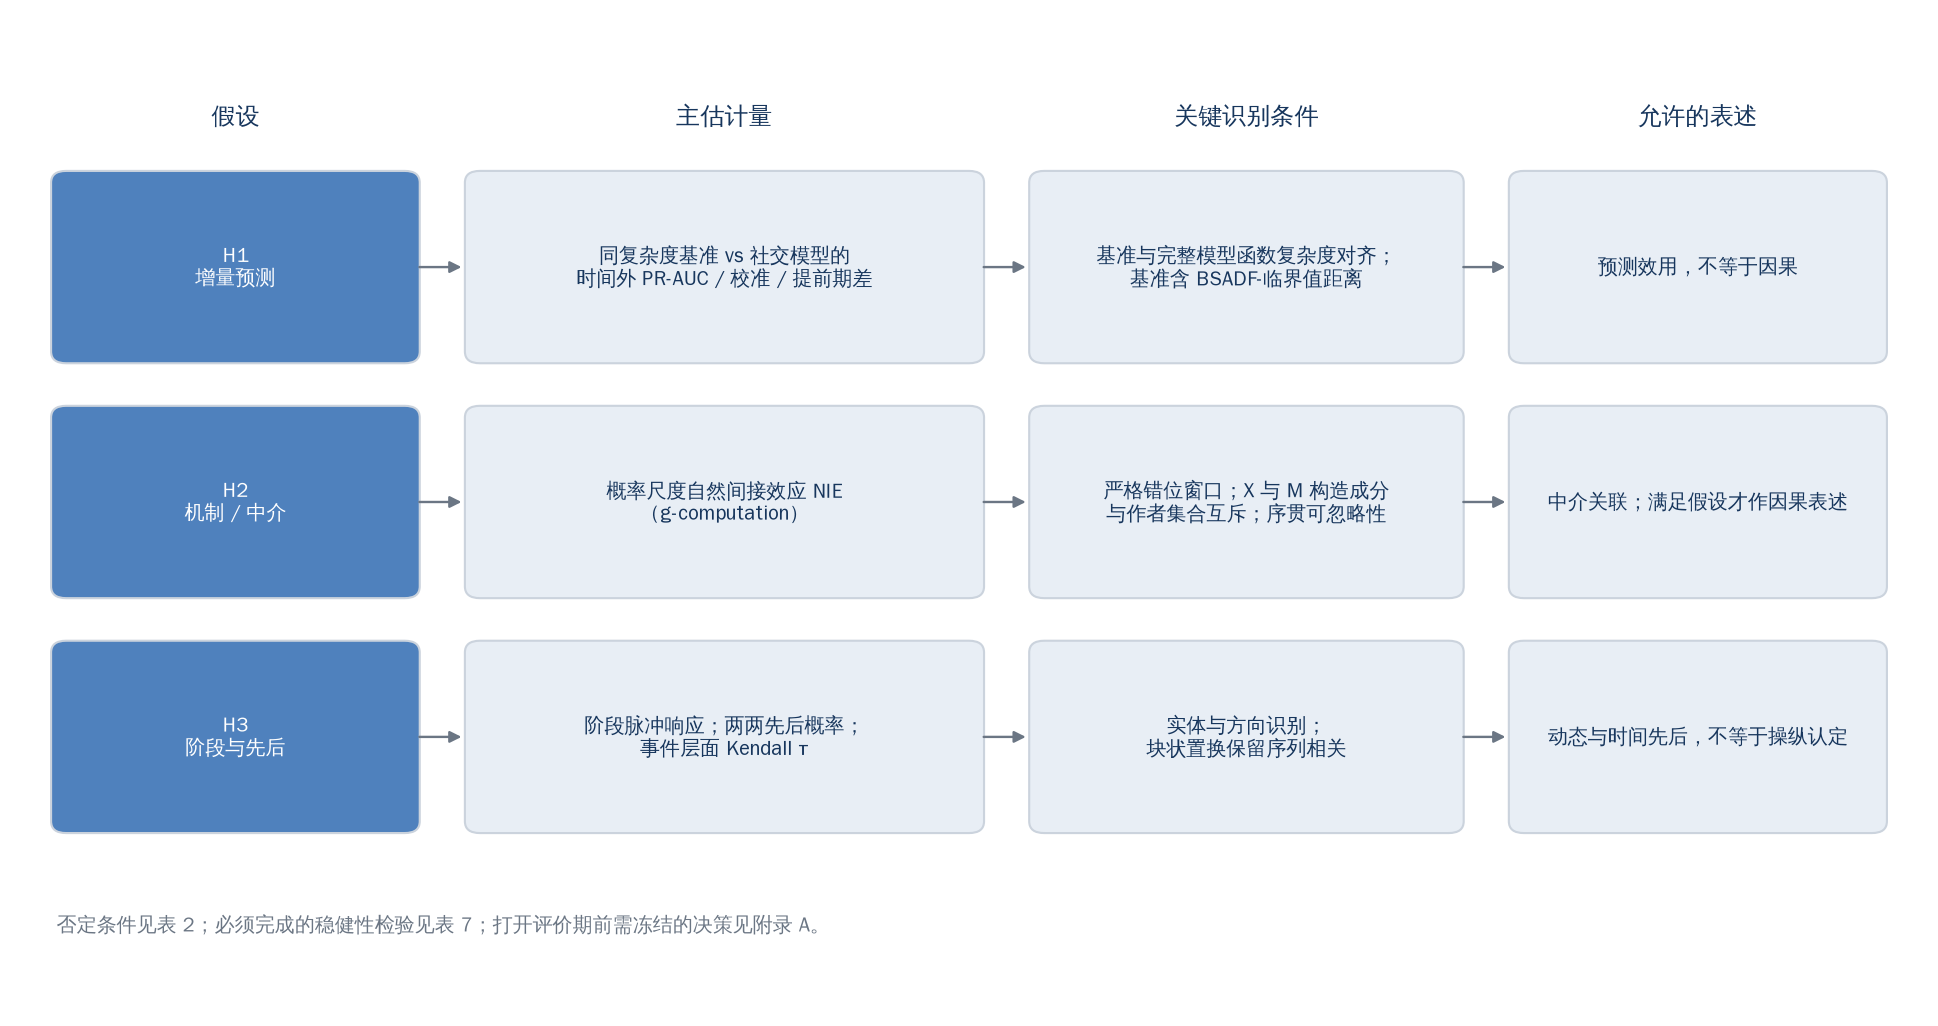 假设
主估计量
关键识别条件
允许的表述
H1
增量预测
同复杂度基准 vs 社交模型的
时间外 PR-AUC / 校准 / 提前期差
基准与完整模型函数复杂度对齐；
基准含 BSADF-临界值距离
预测效用，不等于因果
H2
机制 / 中介
概率尺度自然间接效应 NIE
（g-computation）
严格错位窗口；X 与 M 构造成分
与作者集合互斥；序贯可忽略性
中介关联；满足假设才作因果表述
H3
阶段与先后
阶段脉冲响应；两两先后概率；
事件层面 Kendall τ
实体与方向识别；
块状置换保留序列相关
动态与时间先后，不等于操纵认定
否定条件见表 2；必须完成的稳健性检验见表 7；打开评价期前需冻结的决策见附录 A。